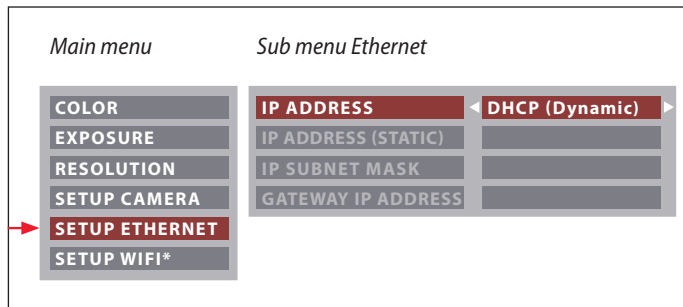 Main menu
Sub menu Ethernet
COLOR
EXPOSURE
RESOLUTION
SETUP CAMERA
SETUP ETHERNET
SETUP WIFI*
IP ADDRESS DHCP (Dynamic)
IP ADDRESS (STATIC)
IP SUBNET MASK
GATEWAY IP ADDRESS